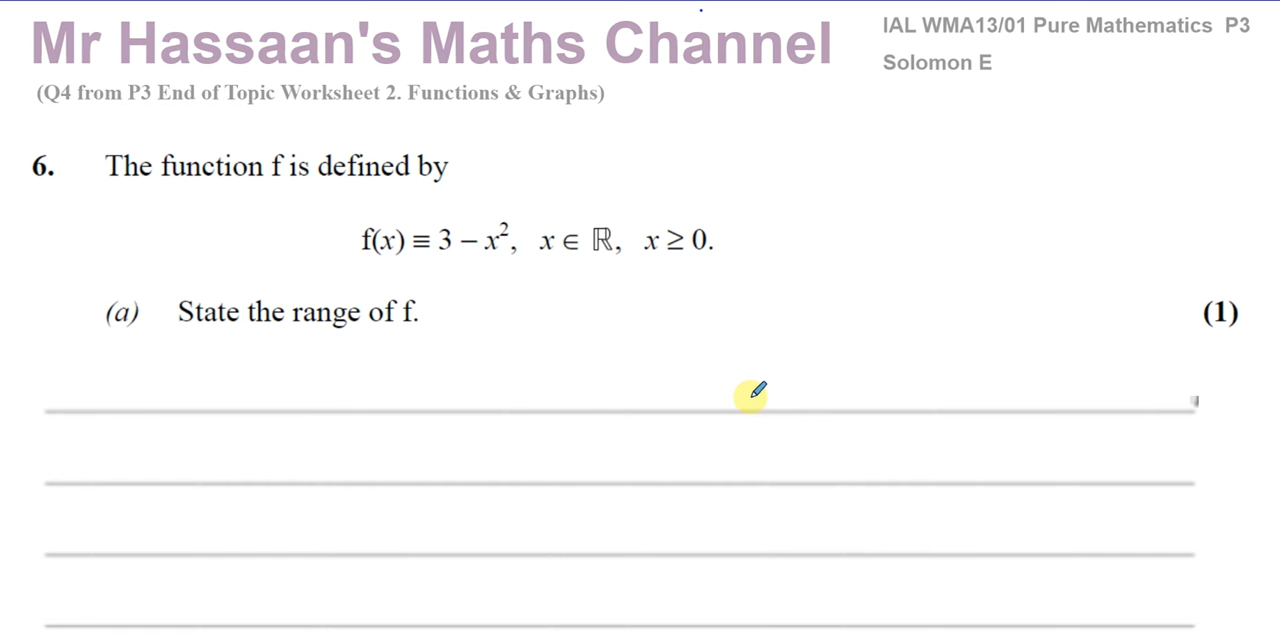 Mr Hassaan's Maths Channel
IAL WMA13/01 Pure Mathematics P3
Solomon E
(Q4 from P3 End of Topic Worksheet 2. Functions & Graphs)
6. The function f is defined by
f(x) ≡ 3 – x², x ∈ ℝ, x ≥ 0.
(a) State the range of f. (1)